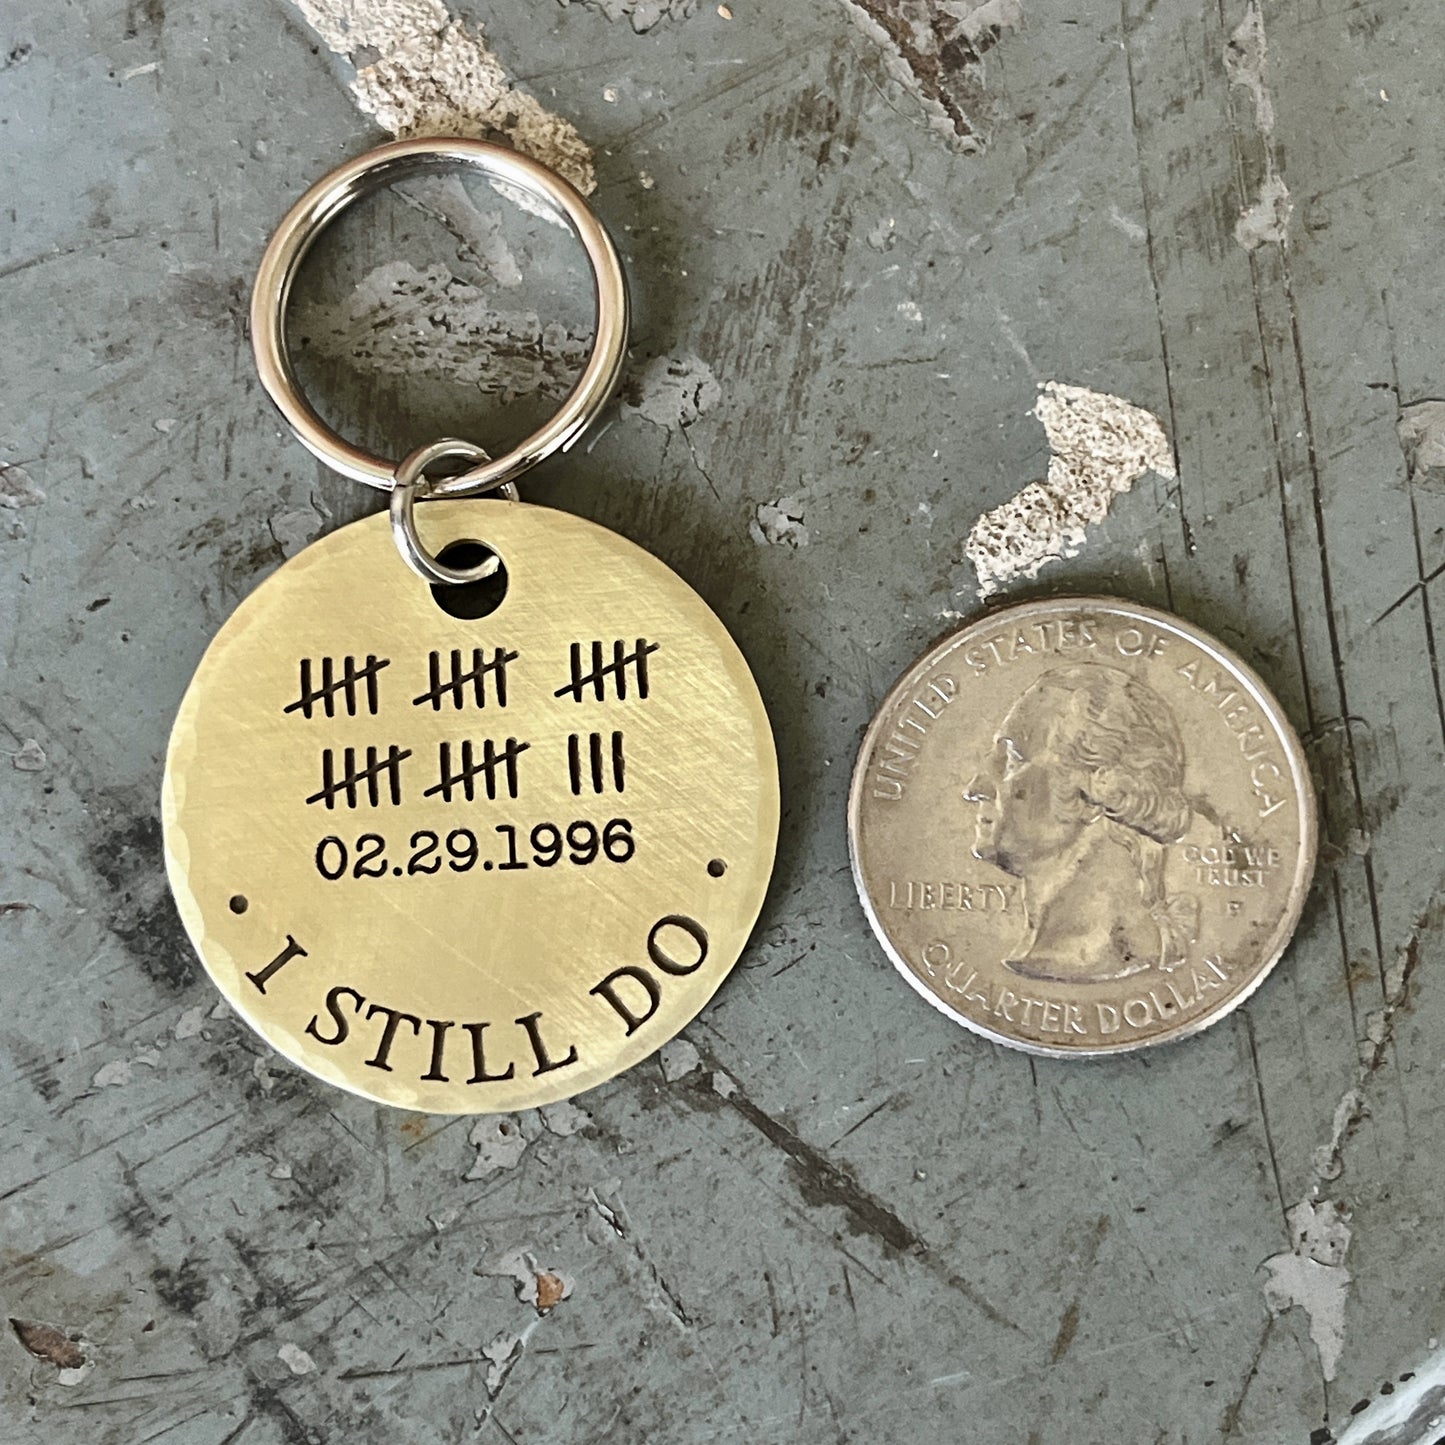 02.29.1996
• I STILL DO •
UNITED STATES OF AMERICA
LIBERTY
IN
GOD WE
TRUST
P
QUARTER DOLLAR